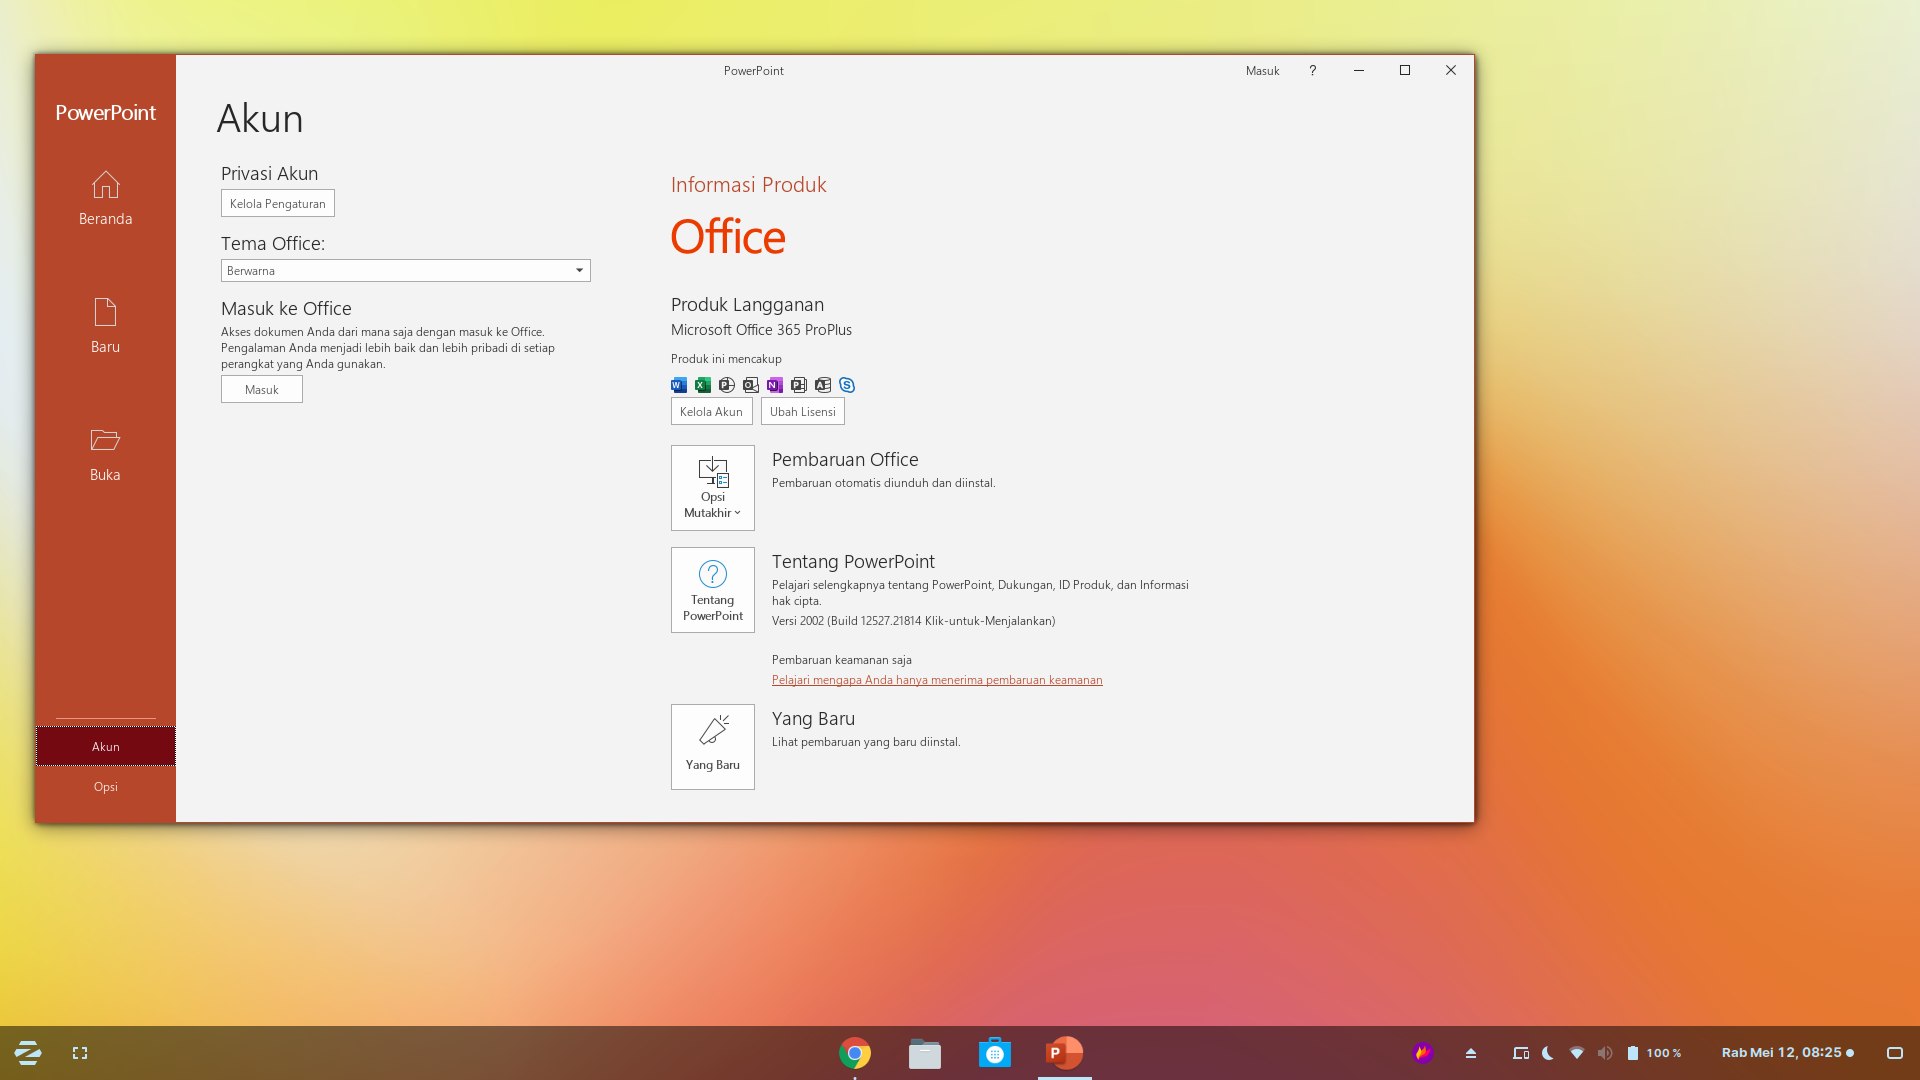 PowerPoint
Masuk
?
PowerPoint
Beranda
Baru
Buka
Akun
Opsi
Akun
Privasi Akun
Kelola Pengaturan
Tema Office:
Berwarna
Masuk ke Office
Akses dokumen Anda dari mana saja dengan masuk ke Office.
Pengalaman Anda menjadi lebih baik dan lebih pribadi di setiap
perangkat yang Anda gunakan.
Masuk
Informasi Produk
Office
Produk Langganan
Microsoft Office 365 ProPlus
Produk ini mencakup
W X P O N P A S
Kelola Akun Ubah Lisensi
Opsi
Mutakhir
Pembaruan Office
Pembaruan otomatis diunduh dan diinstal.
Tentang
PowerPoint
Tentang PowerPoint
Pelajari selengkapnya tentang PowerPoint, Dukungan, ID Produk, dan Informasi
hak cipta.
Versi 2002 (Build 12527.21814 Klik-untuk-Menjalankan)
Pembaruan keamanan saja
Pelajari mengapa Anda hanya menerima pembaruan keamanan
Yang Baru
Yang Baru
Lihat pembaruan yang baru diinstal.
P
100 %
Rab Mei 12, 08:25